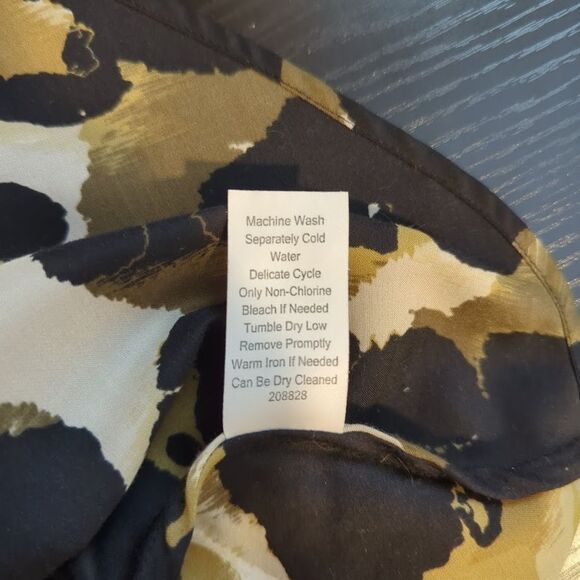 Machine Wash
Separately Cold
Water
Delicate Cycle
Only Non-Chlorine
Bleach If Needed
Tumble Dry Low
Remove Promptly
Warm Iron If Needed
Can Be Dry Cleaned
208828